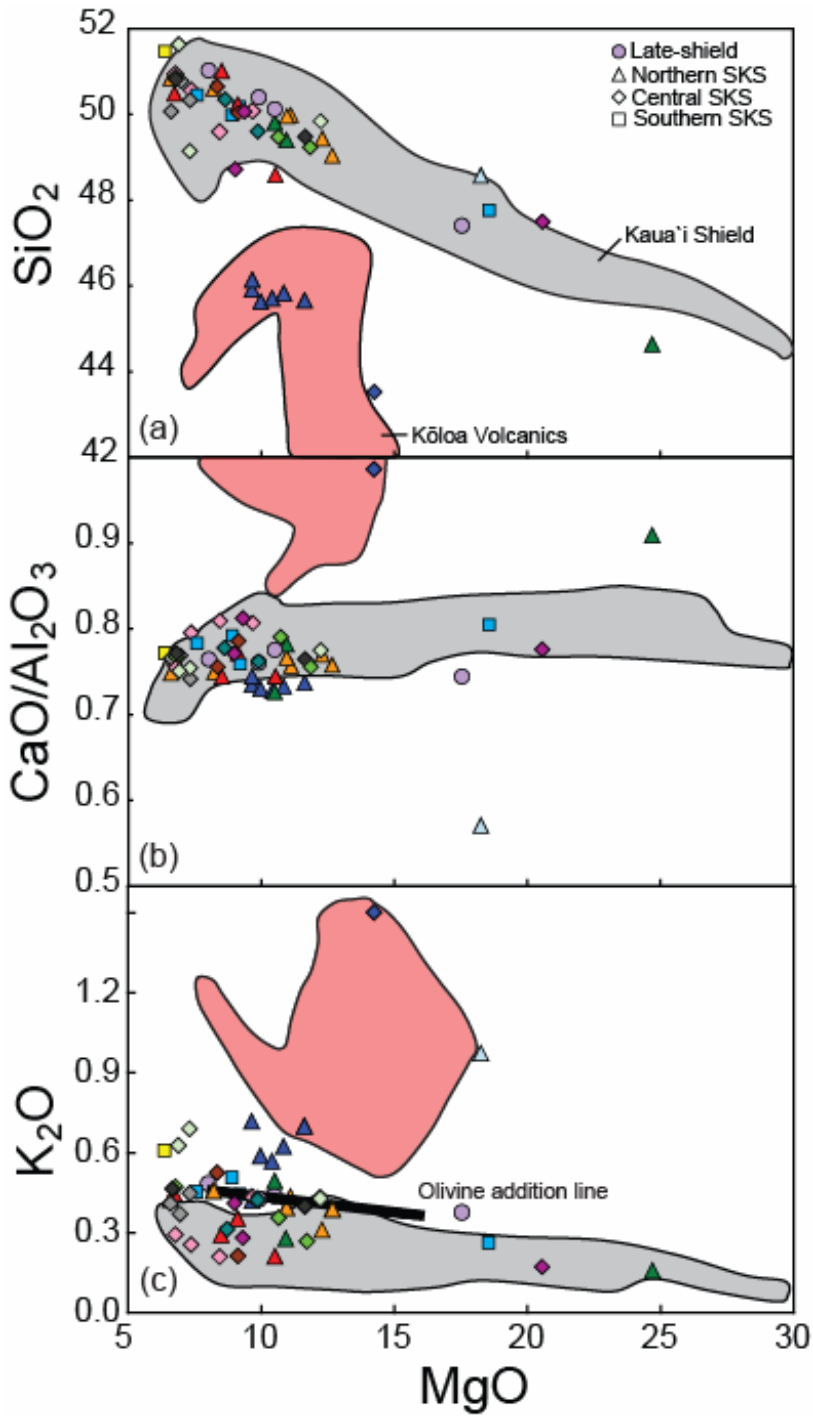 52
50
48
46
44
42
SiO2
Late-shield
Northern SKS
Central SKS
Southern SKS
Kaua`i Shield
Kōloa Volcanics
(a)
0.9
0.8
0.7
0.6
0.5
CaO/Al2O3
(b)
1.2
0.9
0.6
0.3
0.0
K2O
Olivine addition line
(c)
5 10 15 20 25 30
MgO